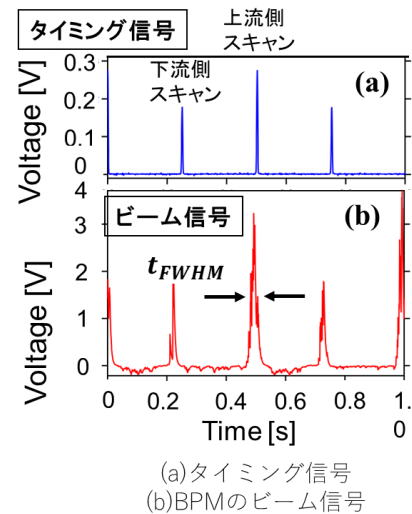 タイミング信号
上流側
スキャン
下流側
スキャン
(a)
Voltage [V]
0.3
0.2
0.1
0
ビーム信号
(b)
t_FWHM
Voltage [V]
4
3
2
1
0
0 0.2 0.4 0.6 0.8 1.
0
Time [s]
(a)タイミング信号
(b)BPMのビーム信号